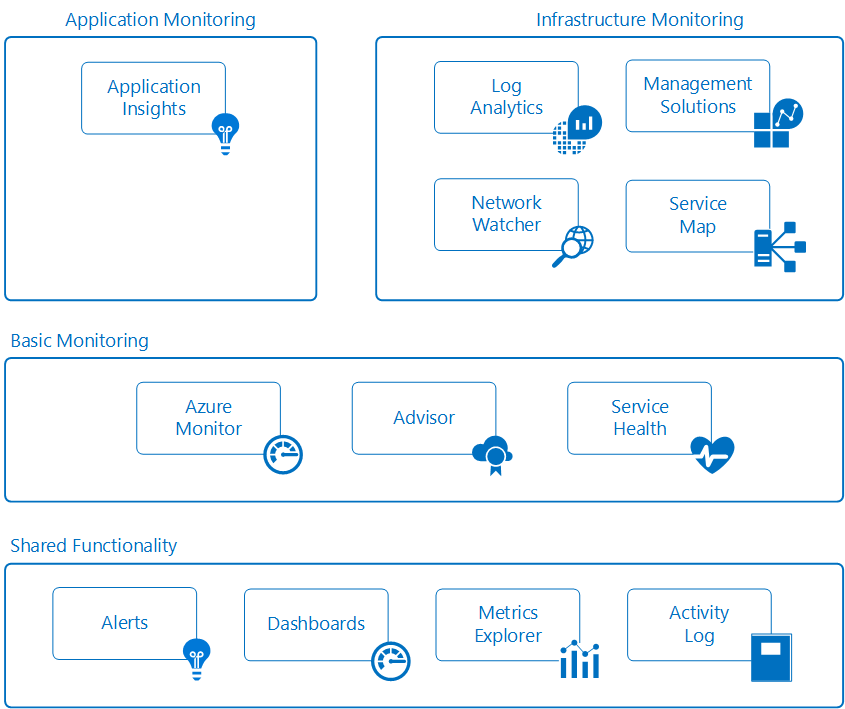 Application Monitoring
Application
Insights
Infrastructure Monitoring
Log
Analytics
Management
Solutions
Network
Watcher
Service
Map
Basic Monitoring
Azure
Monitor
Advisor
Service
Health
Shared Functionality
Alerts
Dashboards
Metrics
Explorer
Activity
Log